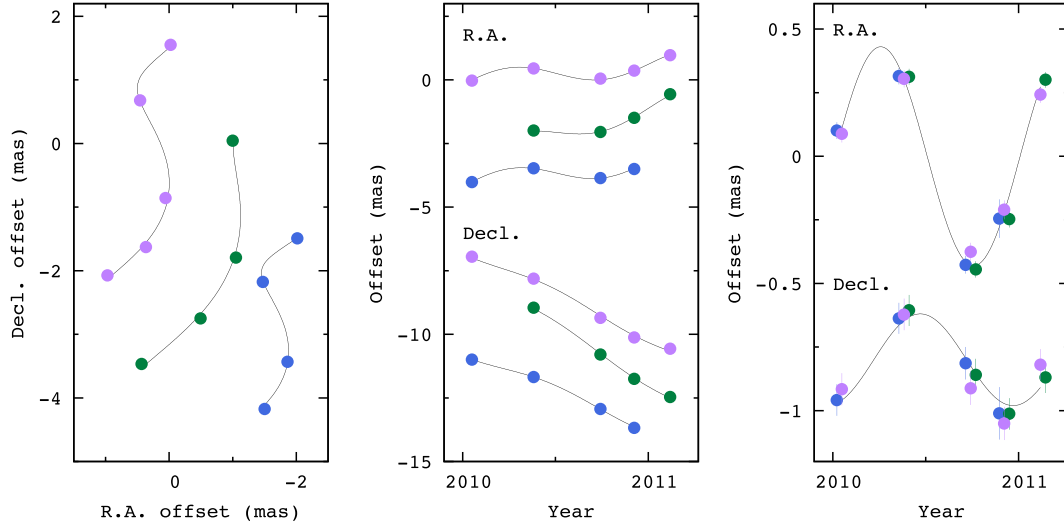 2
0
−2
−4
Decl. offset (mas)
0
−2
R.A. offset (mas)
R.A.
Decl.
0
−5
−10
−15
Offset (mas)
2010
2011
Year
R.A.
Decl.
0.5
0
−0.5
−1
Offset (mas)
2010
2011
Year